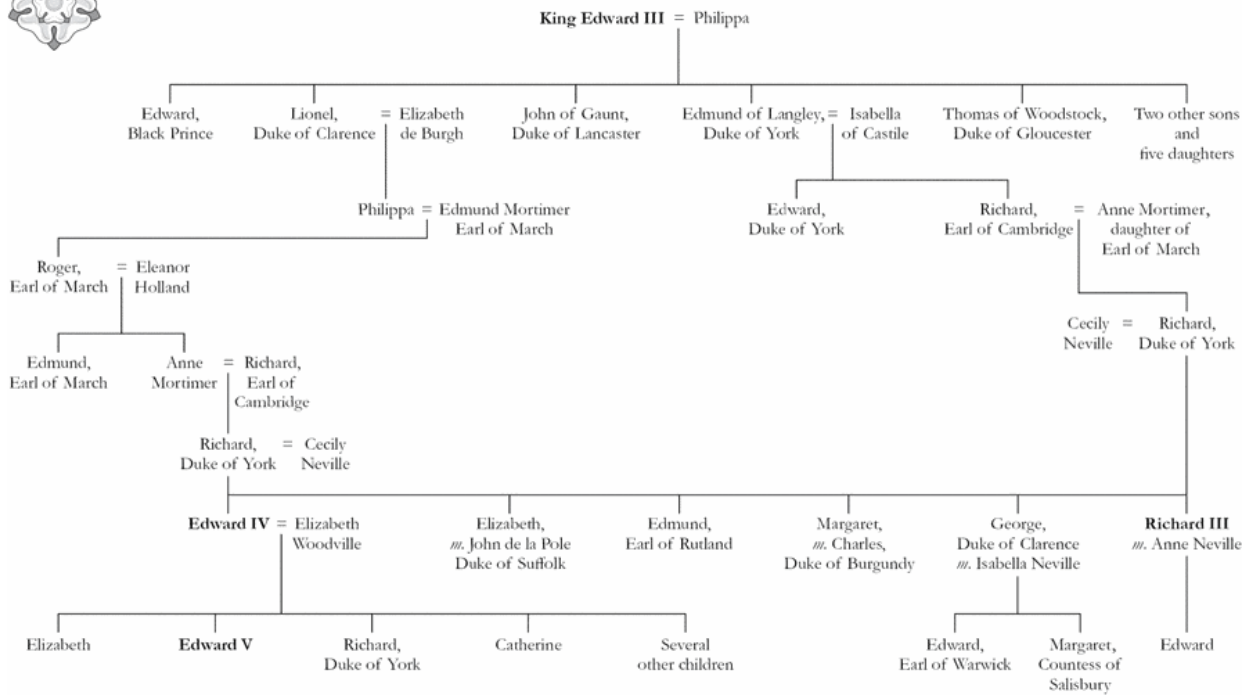 King Edward III = Philippa
Edward,
Black Prince
Lionel,
Duke of Clarence
= Elizabeth
de Burgh
John of Gaunt,
Duke of Lancaster
Edmund of Langley,
Duke of York
= Isabella
of Castile
Thomas of Woodstock,
Duke of Gloucester
Two other sons
and
five daughters
Philippa = Edmund Mortimer
Earl of March
Edward,
Duke of York
Richard,
Earl of Cambridge
= Anne Mortimer,
daughter of
Earl of March
Roger,
Earl of March
= Eleanor
Holland
Cecily
Neville
= Richard,
Duke of York
Edmund,
Earl of March
Anne
Mortimer
= Richard,
Earl of
Cambridge
Richard,
Duke of York
= Cecily
Neville
Edward IV = Elizabeth
Woodville
Elizabeth,
m. John de la Pole
Duke of Suffolk
Edmund,
Earl of Rutland
Margaret,
m. Charles,
Duke of Burgundy
George,
Duke of Clarence
m. Isabella Neville
Richard III
m. Anne Neville
Elizabeth
Edward V
Richard,
Duke of York
Catherine
Several
other children
Edward,
Earl of Warwick
Margaret,
Countess of
Salisbury
Edward